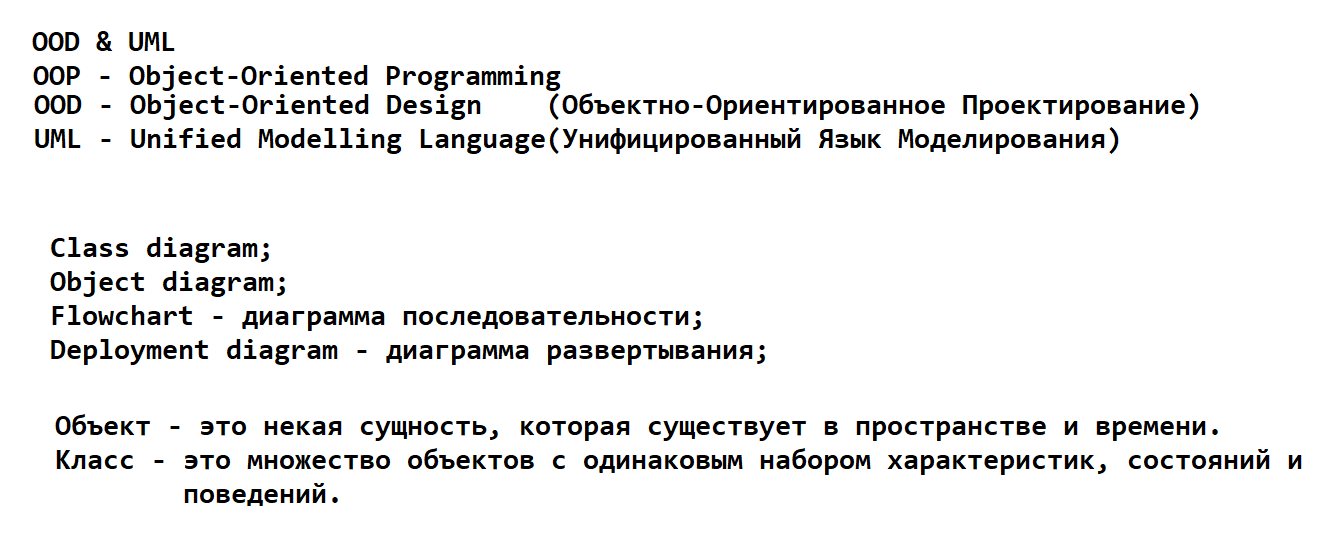 OOD & UML
OOP - Object-Oriented Programming
OOD - Object-Oriented Design    (Объектно-Ориентированное Проектирование)
UML - Unified Modelling Language(Унифицированный Язык Моделирования)
Class diagram;
Object diagram;
Flowchart - диаграмма последовательности;
Deployment diagram - диаграмма развертывания;
Объект - это некая сущность, которая существует в пространстве и времени.
Класс - это множество объектов с одинаковым набором характеристик, состояний и
поведений.